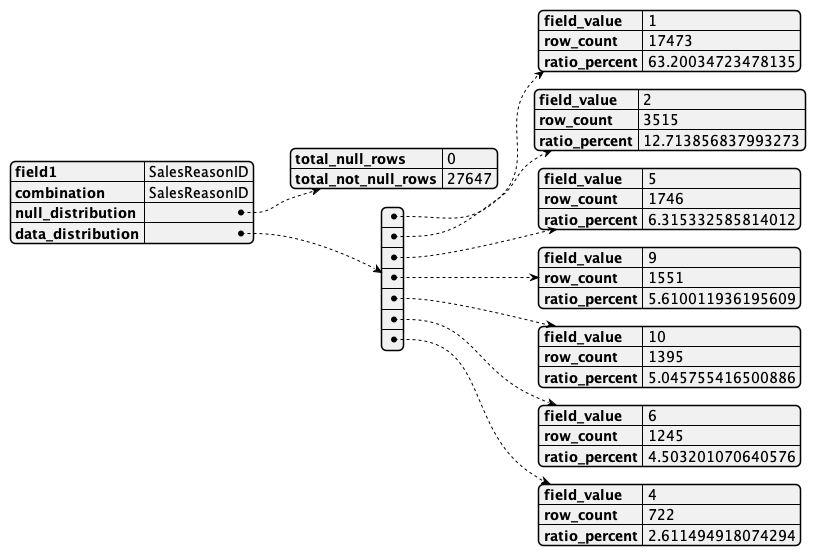 field1 SalesReasonID
combination SalesReasonID
null_distribution
data_distribution
total_null_rows 0
total_not_null_rows 27647
field_value 1
row_count 17473
ratio_percent 63.20034723478135
field_value 2
row_count 3515
ratio_percent 12.713856837993273
field_value 5
row_count 1746
ratio_percent 6.315332585814012
field_value 9
row_count 1551
ratio_percent 5.610011936195609
field_value 10
row_count 1395
ratio_percent 5.045755416500886
field_value 6
row_count 1245
ratio_percent 4.503201070640576
field_value 4
row_count 722
ratio_percent 2.611494918074294